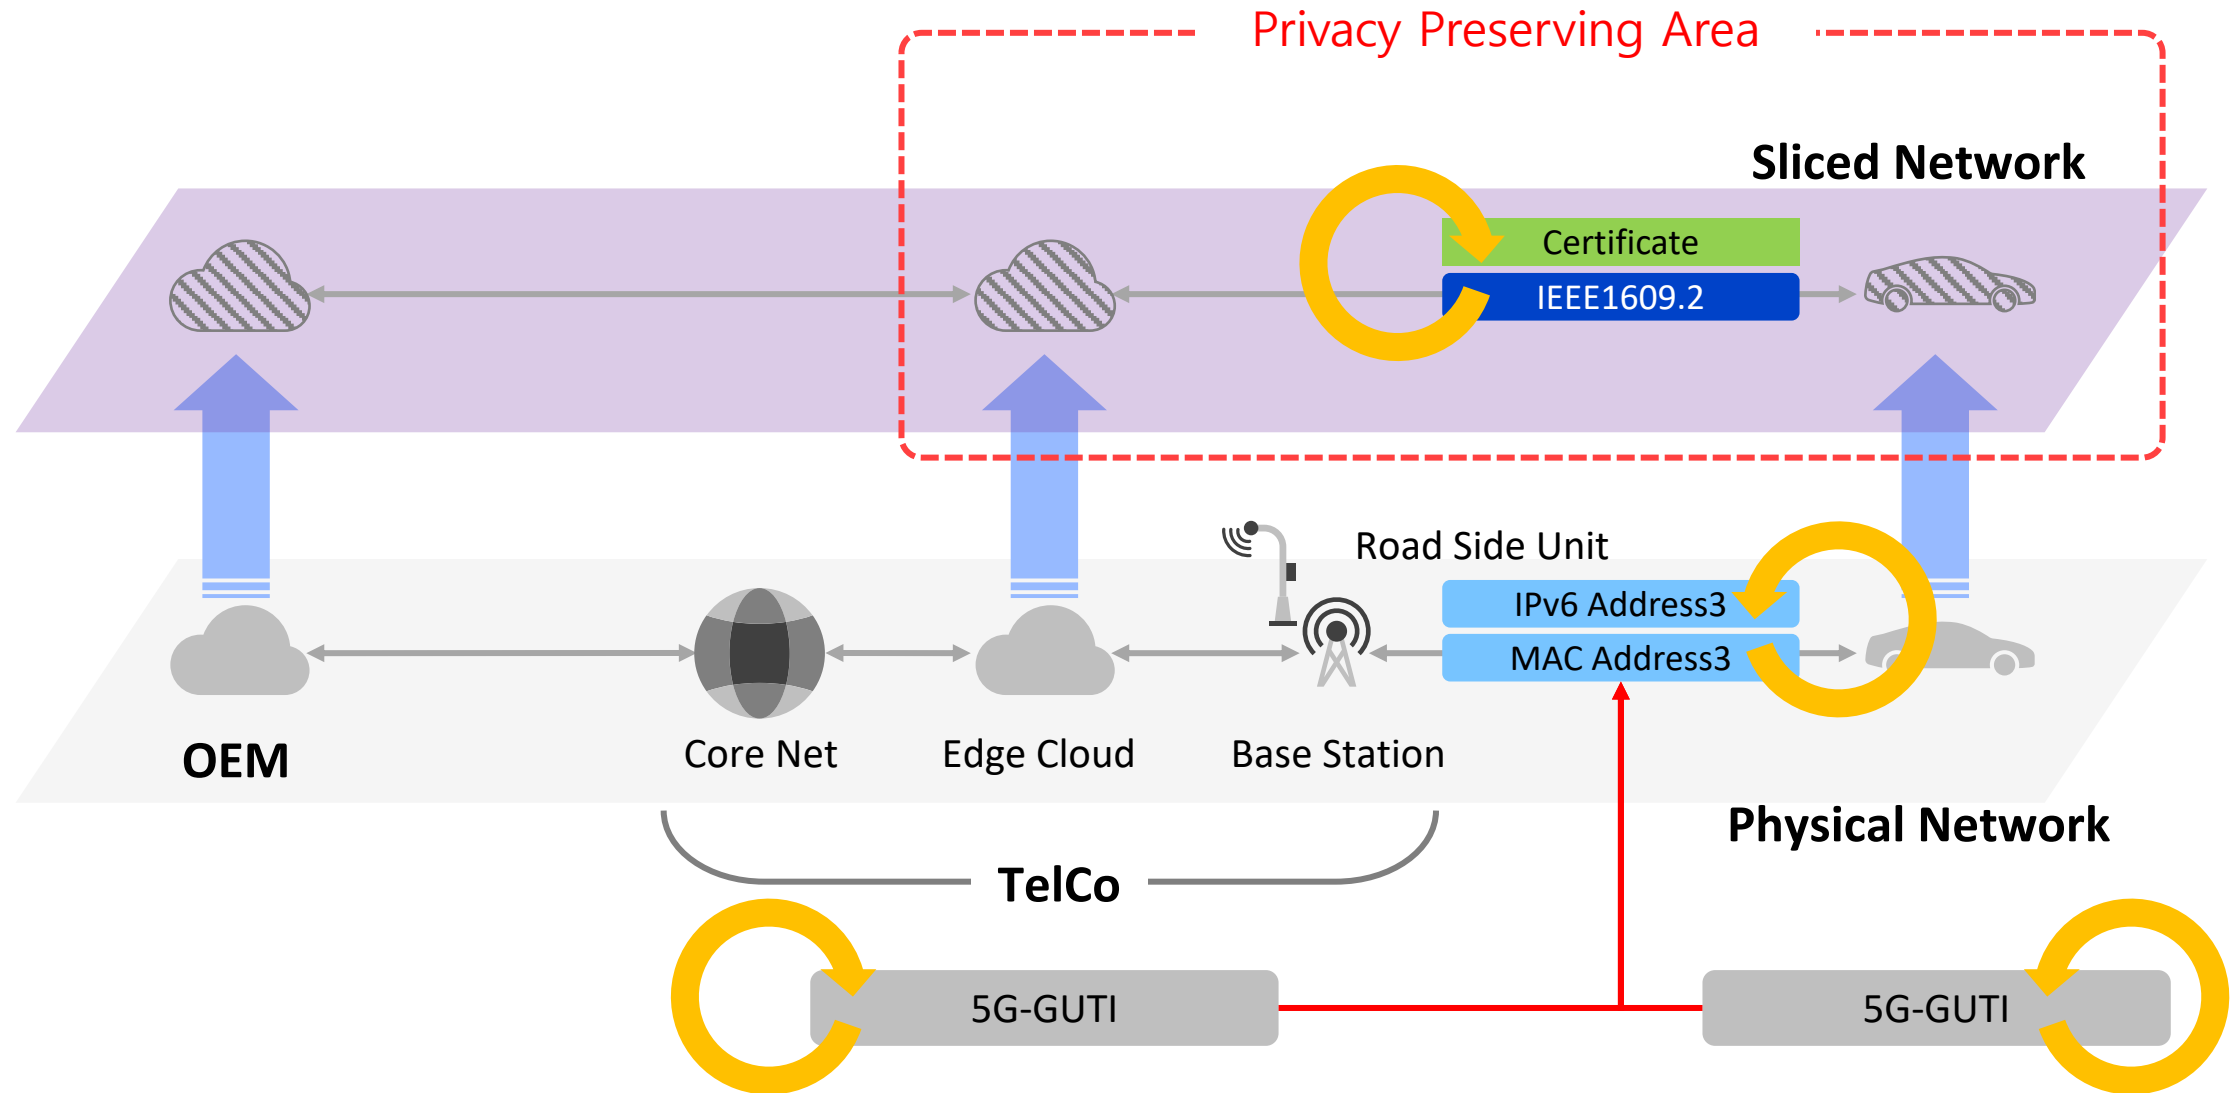 Privacy Preserving Area
Sliced Network
Certificate
IEEE1609.2
Road Side Unit
IPv6 Address3
MAC Address3
OEM
Core Net
Edge Cloud
Base Station
Physical Network
TelCo
5G-GUTI
5G-GUTI